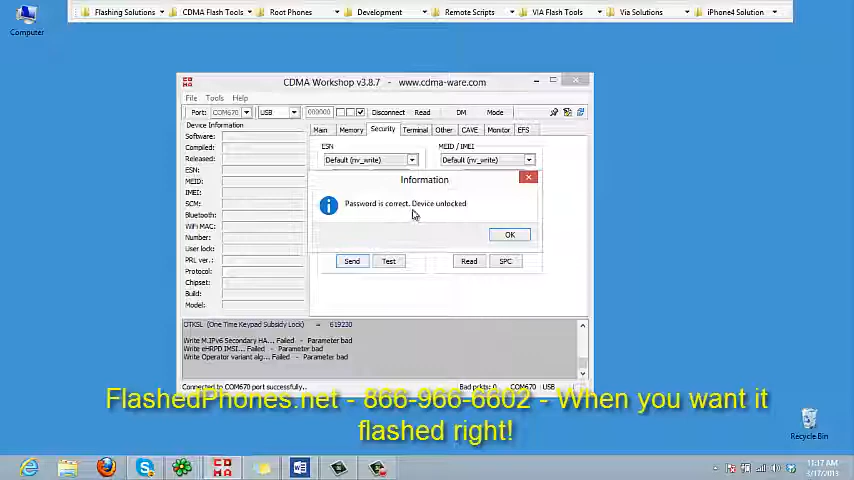 Computer
Flashing Solutions
CDMA Flash Tools
Root Phones
Development
Remote Scripts
VIA Flash Tools
Via Solutions
iPhone4 Solution
CDMA Workshop v3.8.7 - www.cdma-ware.com
File Tools Help
Port: COM670 USB 000000 Disconnect Read DM Mode
Device Information
Software:
Compiled:
Released:
ESN:
MEID:
IMEI:
SCM:
Bluetooth:
WiFi MAC:
Number:
User lock:
PRL ver.:
Protocol:
Chipset:
Build:
Model:
Main Memory Security Terminal Other CAVE Monitor EFS
ESN MEID / IMEI
Default (nv_write) Default (nv_write)
Information
Password is correct. Device unlocked
OK
Send Test Read SPC
OTKSL (One Time Keypad Subsidy Lock) = 619230
Write M.IPv6 Secondary HA... Failed - Parameter bad
Write eHRPD IMSI... Failed - Parameter bad
Write Operator variant alg... Failed - Parameter bad
Connected to COM670 port successfully.. Bad pckts: 0 COM670 USB
FlashedPhones.net - 866-966-6602 - When you want it
flashed right!
Recycle Bin
11:17 AM
3/17/2013